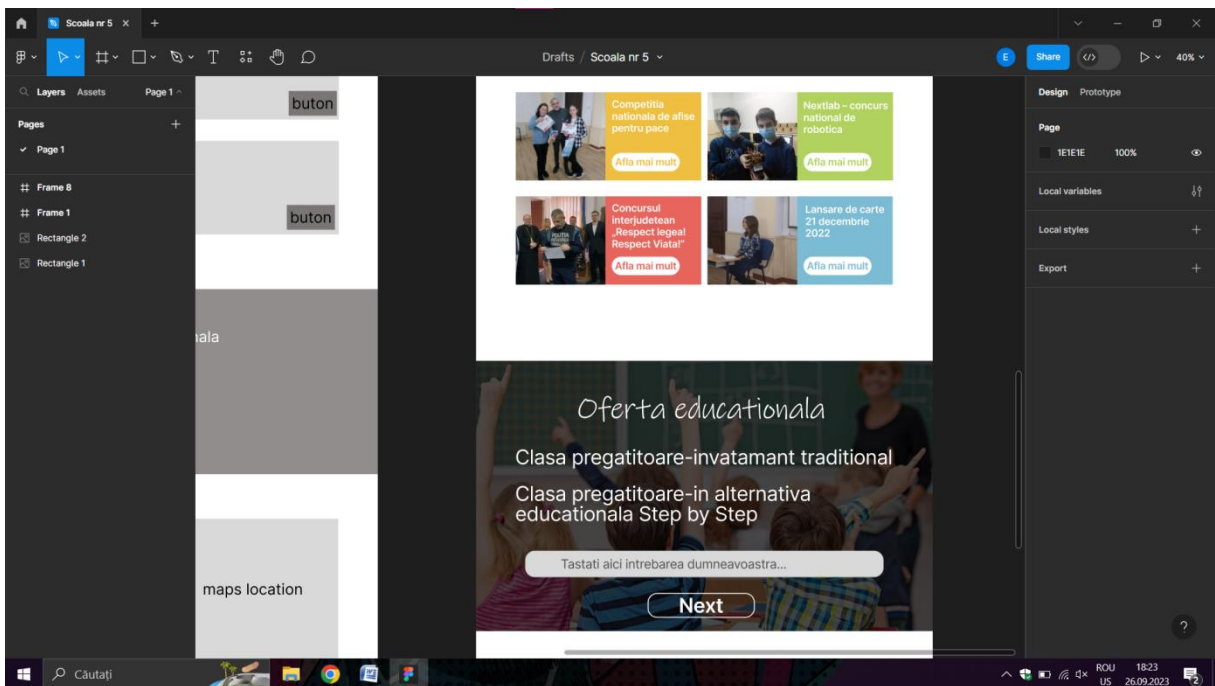 Scoala nr 5
Drafts / Scoala nr 5
E
Share
40%
Layers Assets Page 1
Pages
Page 1
Frame 8
Frame 1
Rectangle 2
Rectangle 1
buton
buton
nala
maps location
Competitia
nationala de afise
pentru pace
Afla mai mult
Nextlab – concurs
national de
robotica
Afla mai mult
Concursul
interjudetean
„Respect legea!
Respect Viata!”
Afla mai mult
Lansare de carte
21 decembrie
2022
Afla mai mult
Oferta educationala
Clasa pregatitoare-invatamant traditional
Clasa pregatitoare-in alternativa
educationala Step by Step
Tastati aici intrebarea dumneavoastra...
Next
Design Prototype
Page
1E1E1E 100%
Local variables
Local styles
Export
?
Căutați
ROU
US
18:23
26.09.2023
2